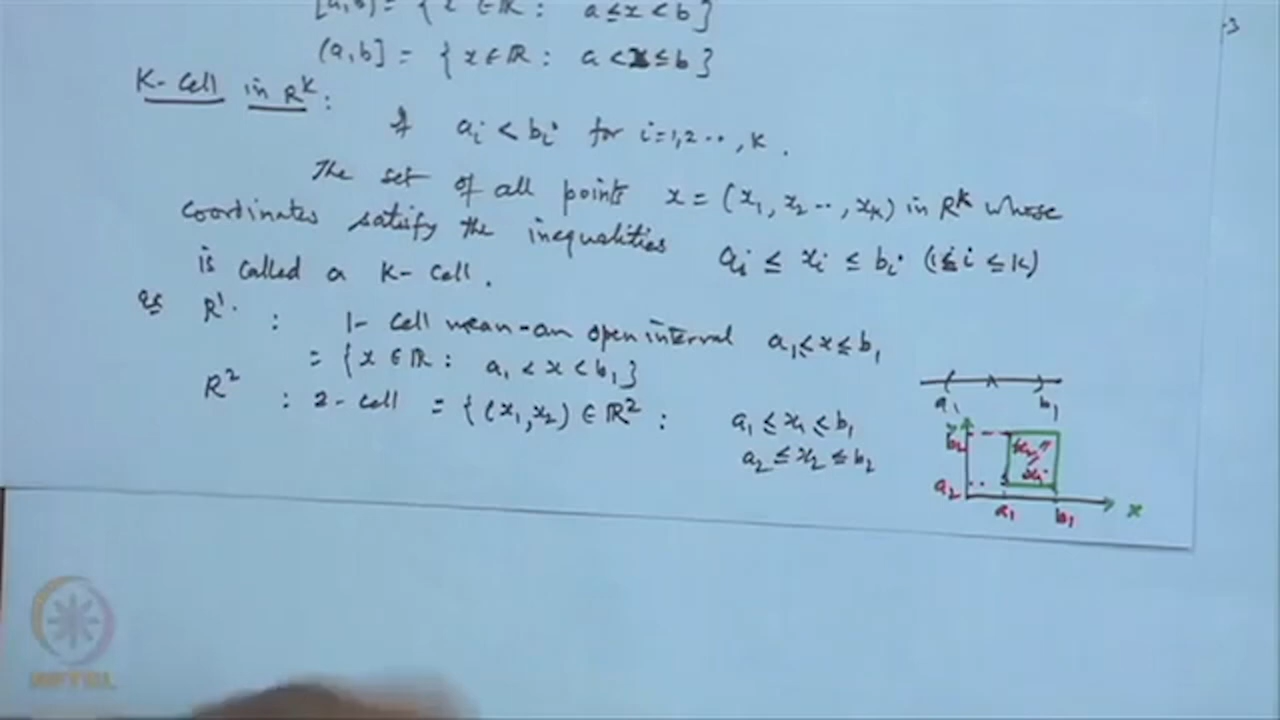 [a,b) = { x ∈ ℝ : a ≤ x < b }
(a,b] = { x ∈ ℝ : a < x ≤ b }
K-Cell in R^k :
If a_i < b_i for i=1,2..,k.
The set of all points x = (x_1, x_2 .., x_k) in R^k whose
coordinates satisfy the inequalities a_i ≤ x_i ≤ b_i (1≤i≤k)
is called a K-cell.
R^1 : 1-cell mean-an open interval a_1 ≤ x ≤ b_1
= { x ∈ ℝ : a_1 < x < b_1 }
R^2 : 2-cell = { (x_1,x_2) ∈ ℝ^2 : a_1 ≤ x_1 ≤ b_1
a_2 ≤ x_2 ≤ b_2
a_1 b_1
b_2
x_2
x_1
a_2
a_1 b_1 x
NPTEL